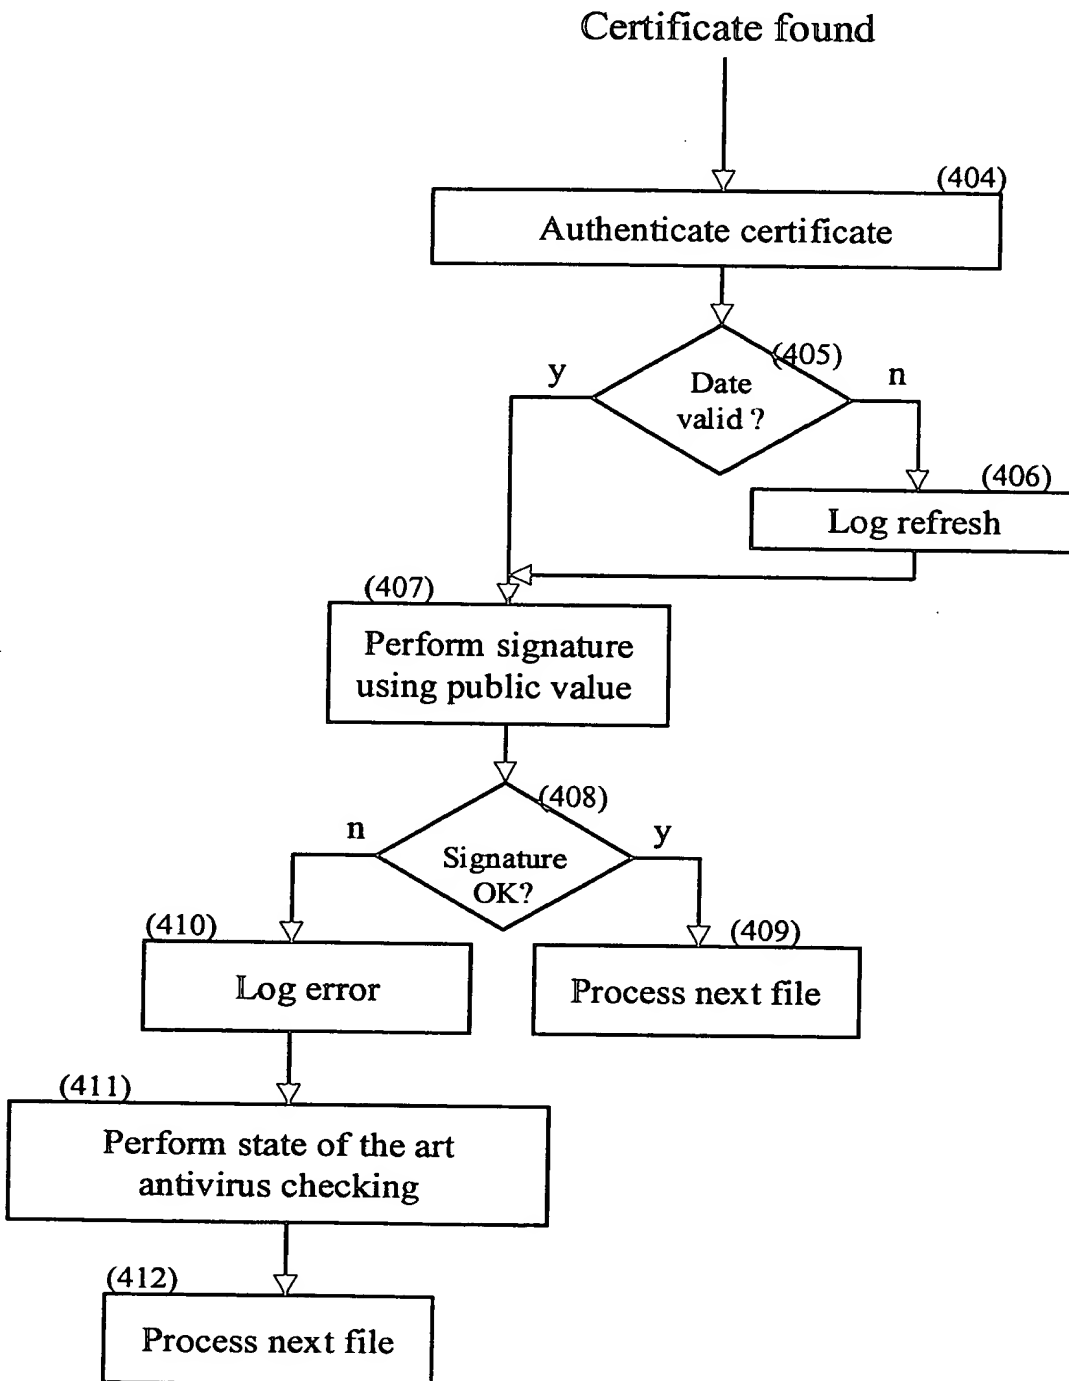 Certificate found
(404)
Authenticate certificate
(405)
y
n
Date
valid ?
(406)
Log refresh
(407)
Perform signature
using public value
(408)
n
y
Signature
OK?
(410)
(409)
Log error
Process next file
(411)
Perform state of the art
antivirus checking
(412)
Process next file